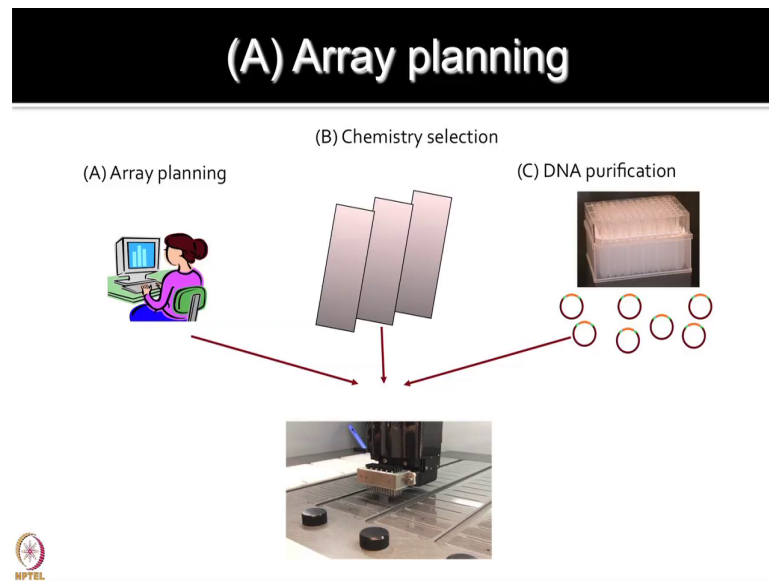 (A) Array planning
(B) Chemistry selection
(A) Array planning
(C) DNA purification
NPTEL